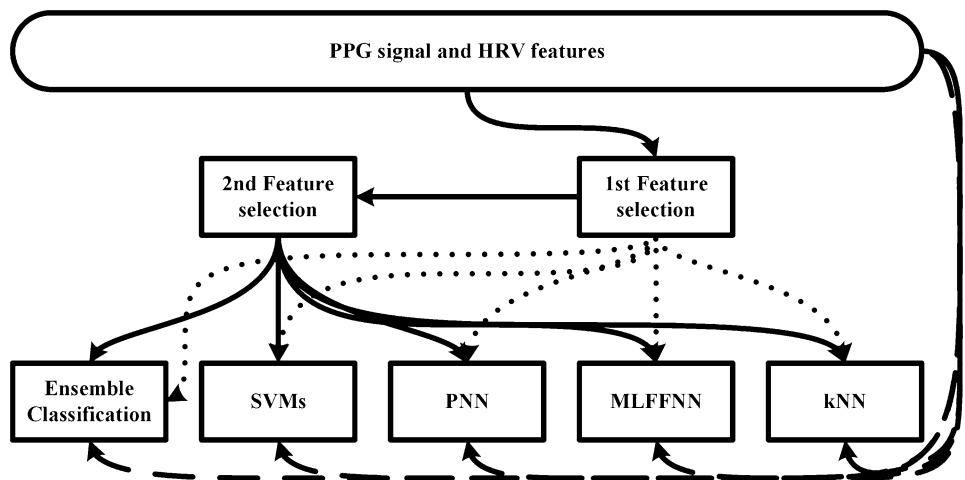 PPG signal and HRV features
2nd Feature
selection
1st Feature
selection
Ensemble
Classification
SVMs
PNN
MLFFNN
kNN